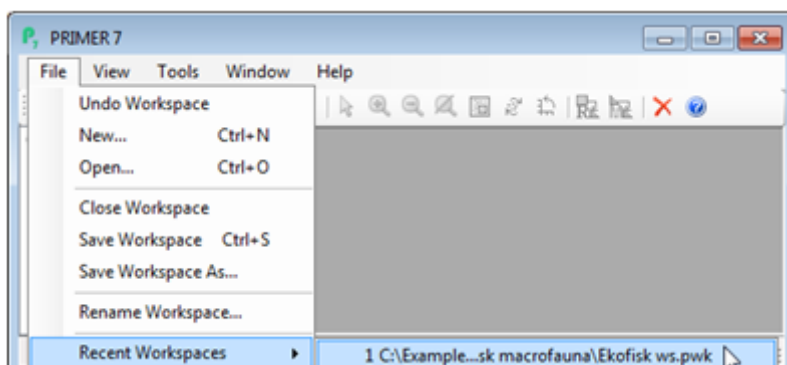 PRIMER 7
File View Tools Window Help
Undo Workspace
New... Ctrl+N
Open... Ctrl+O
Close Workspace
Save Workspace Ctrl+S
Save Workspace As...
Rename Workspace...
Recent Workspaces 1 C:\Example...sk macrofauna\Ekofisk ws.pwk